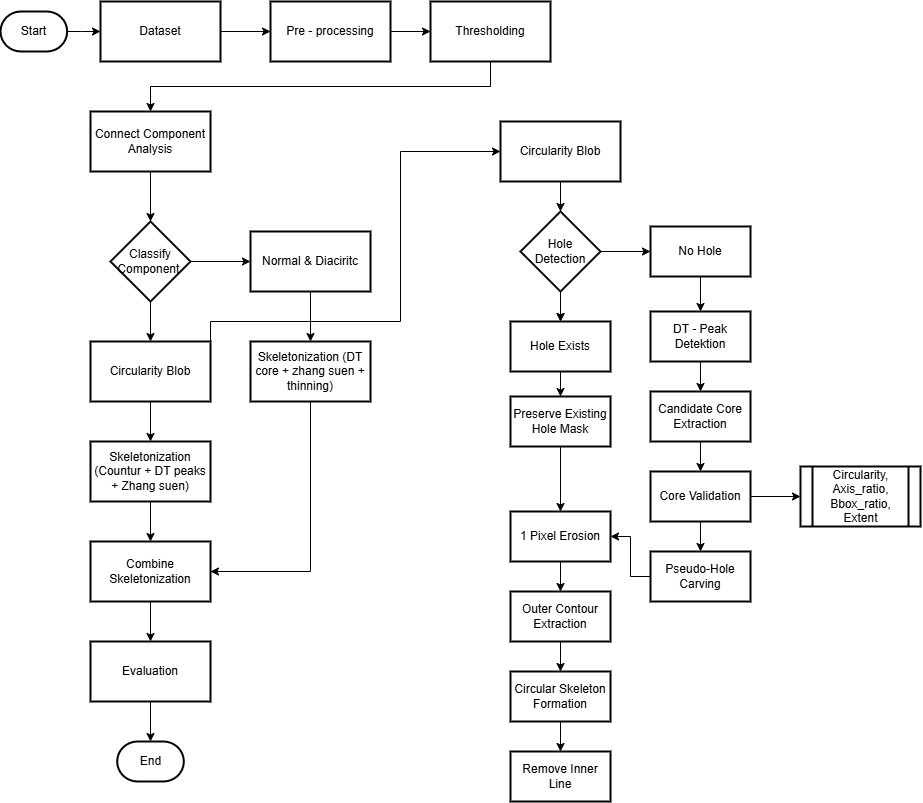 Start
Dataset
Pre - processing
Thresholding
Connect Component
Analysis
Classify
Component
Normal & Diaciritc
Circularity Blob
Skeletonization (DT
core + zhang suen +
thinning)
Skeletonization
(Countur + DT peaks
+ Zhang suen)
Combine
Skeletonization
Evaluation
End
Circularity Blob
Hole
Detection
No Hole
Hole Exists
DT - Peak
Detektion
Preserve Existing
Hole Mask
Candidate Core
Extraction
Core Validation
Circularity,
Axis_ratio,
Bbox_ratio,
Extent
1 Pixel Erosion
Pseudo-Hole
Carving
Outer Contour
Extraction
Circular Skeleton
Formation
Remove Inner
Line